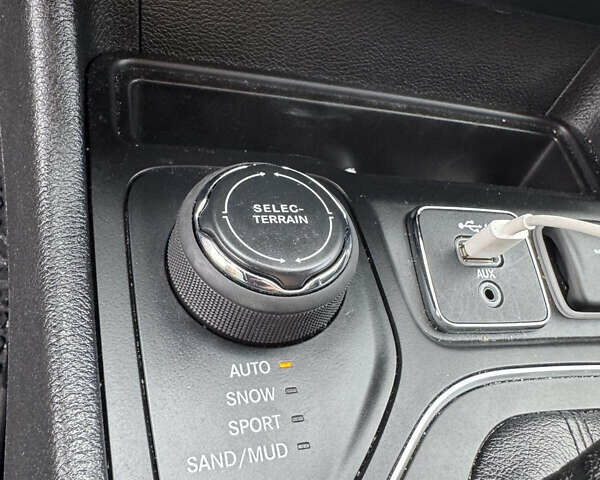 SELEC-
TERRAIN
AUX
AUTO
SNOW
SPORT
SAND/MUD